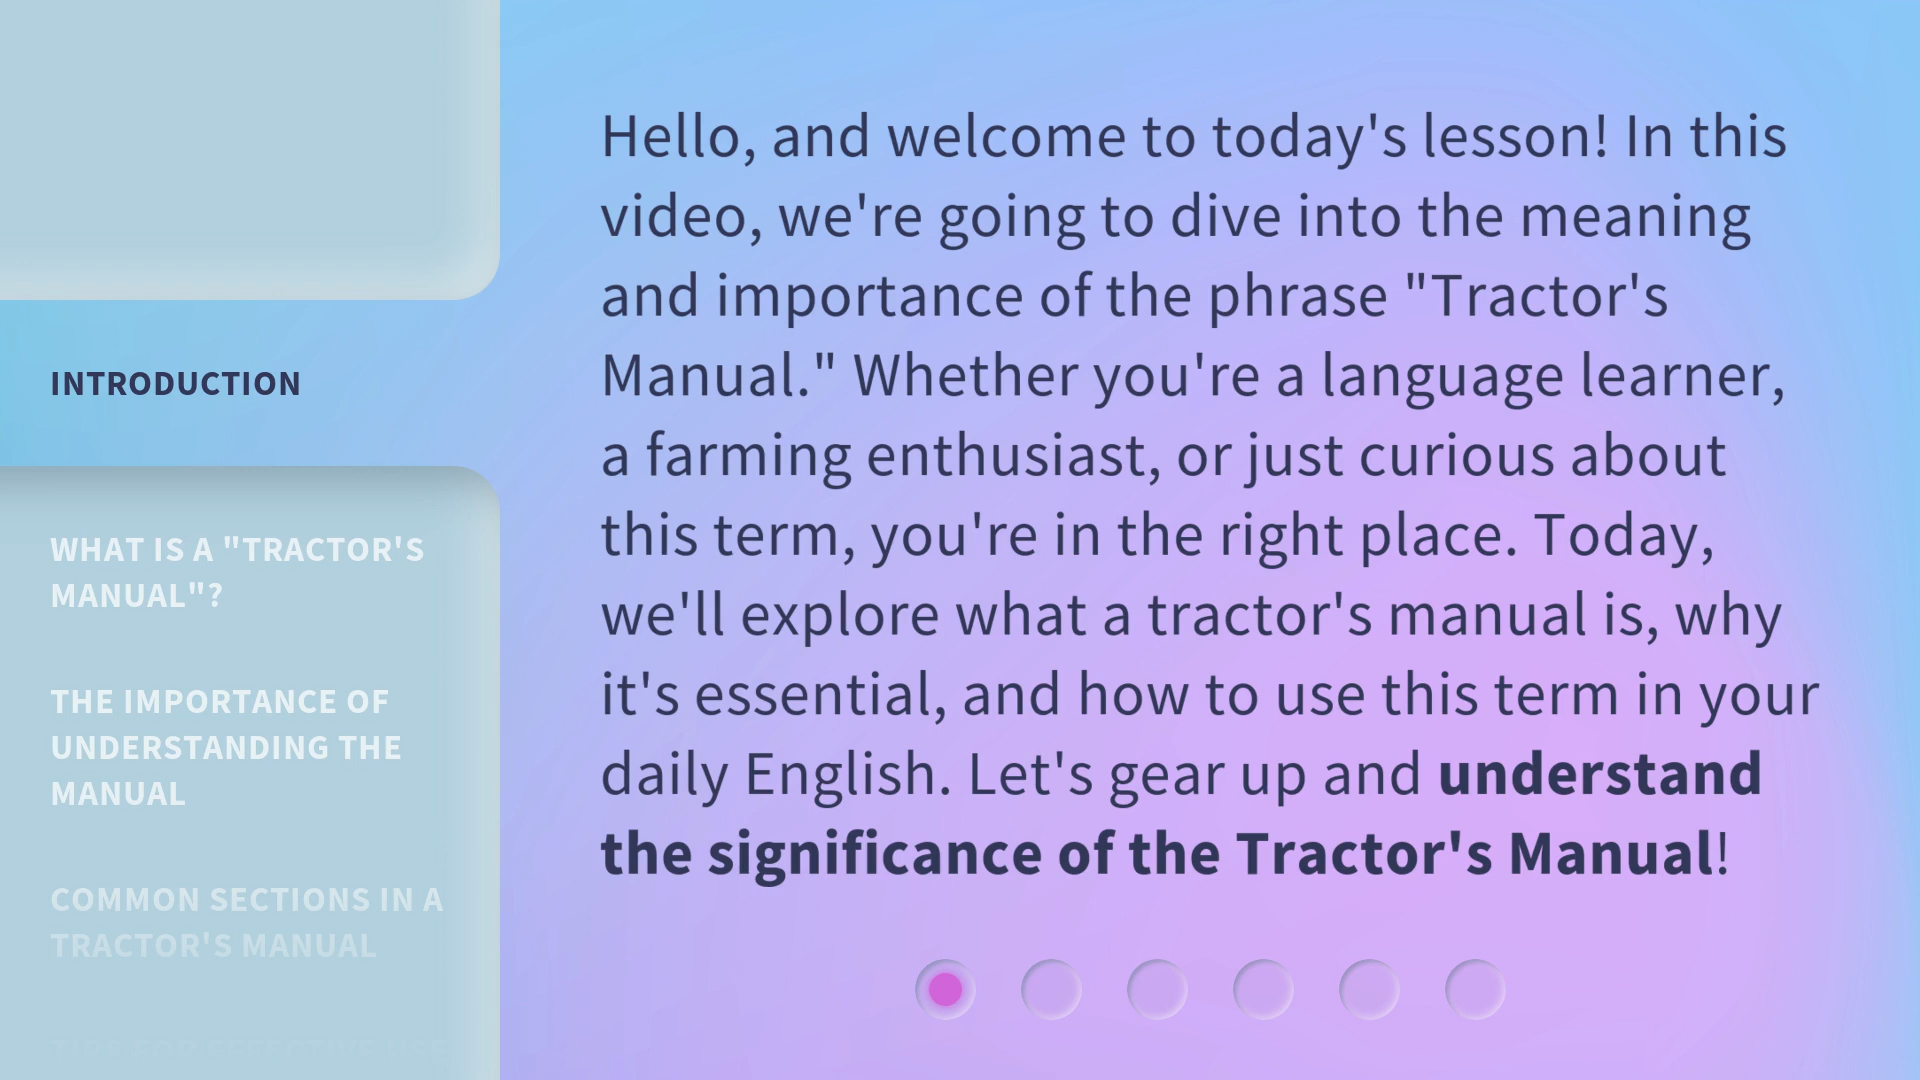 INTRODUCTION
WHAT IS A "TRACTOR'S
MANUAL"?
THE IMPORTANCE OF
UNDERSTANDING THE
MANUAL
COMMON SECTIONS IN A
TRACTOR'S MANUAL
TIPS FOR EFFECTIVE USE
Hello, and welcome to today's lesson! In this
video, we're going to dive into the meaning
and importance of the phrase "Tractor's
Manual." Whether you're a language learner,
a farming enthusiast, or just curious about
this term, you're in the right place. Today,
we'll explore what a tractor's manual is, why
it's essential, and how to use this term in your
daily English. Let's gear up and understand
the significance of the Tractor's Manual!